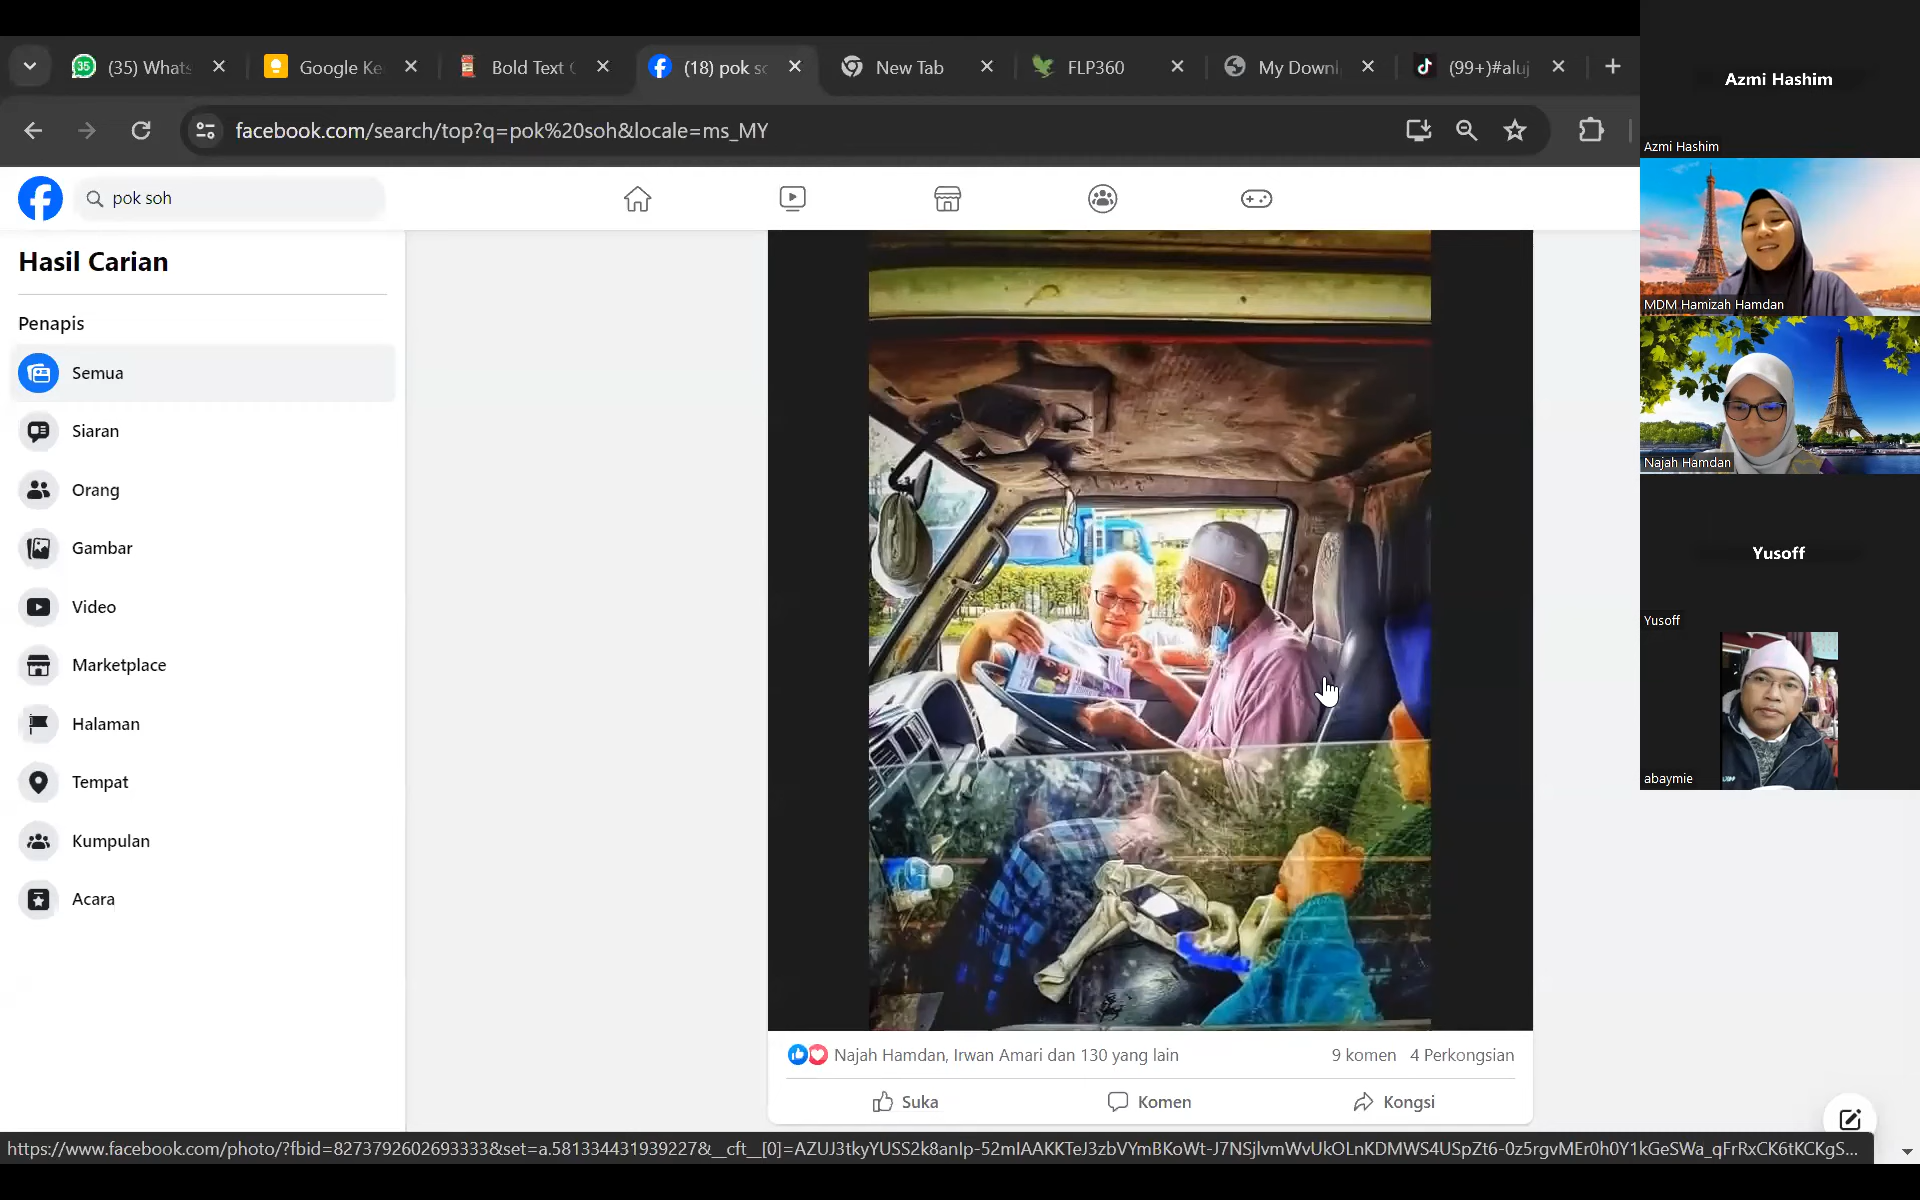 (35) Whats
Google Ke
Bold Text
(18) pok so
New Tab
FLP360
My Downl
(99+)#aluj
facebook.com/search/top?q=pok%20soh&locale=ms_MY
pok soh
Hasil Carian
Penapis
Semua
Siaran
Orang
Gambar
Video
Marketplace
Halaman
Tempat
Kumpulan
Acara
Najah Hamdan, Irwan Amari dan 130 yang lain
9 komen 4 Perkongsian
Suka
Komen
Kongsi
https://www.facebook.com/photo/?fbid=8273792602693333&set=a.581334431939227&__cft__[0]=AZUJ3tkyYUSS2k8anIp-52mIAAKKTeJ3zbVYmBKoWt-J7NSjlvmWvUkOLnKDMWS4USpZt6-0z5rgvMEr0h0Y1kGeSWa_qFrRxCK6tKCKgS...
Azmi Hashim
Azmi Hashim
MDM Hamizah Hamdan
Najah Hamdan
Yusoff
Yusoff
abaymie